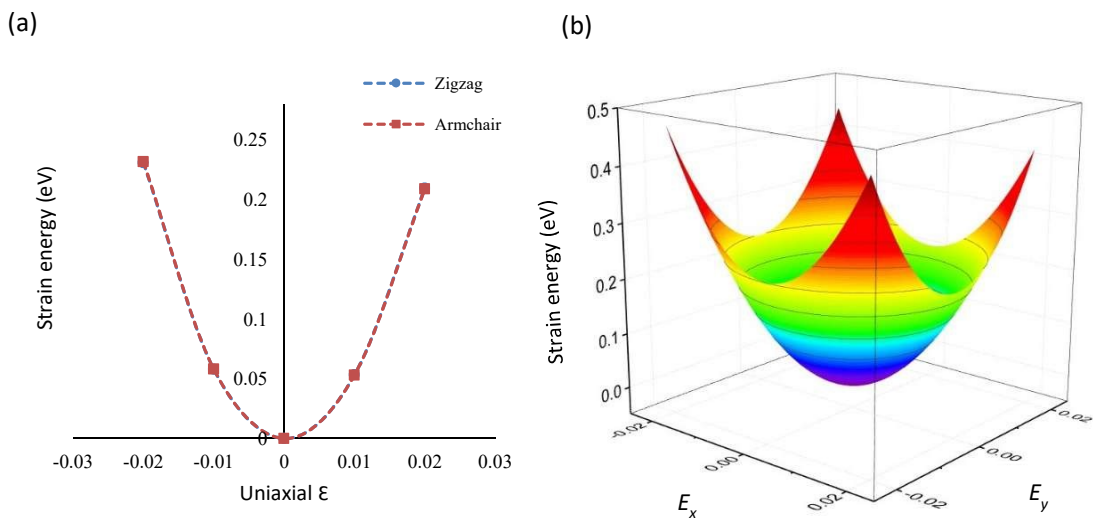 (a)
Zigzag
Armchair
Strain energy (eV)
0.25
0.2
0.15
0.1
0.05
0
-0.03 -0.02 -0.01 0 0.01 0.02 0.03
Uniaxial Ɛ
(b)
Strain energy (eV)
0.5
0.4
0.3
0.2
0.1
0.0
-0.02
0.00
0.02
Eₓ
-0.02
0.00
0.02
E_y